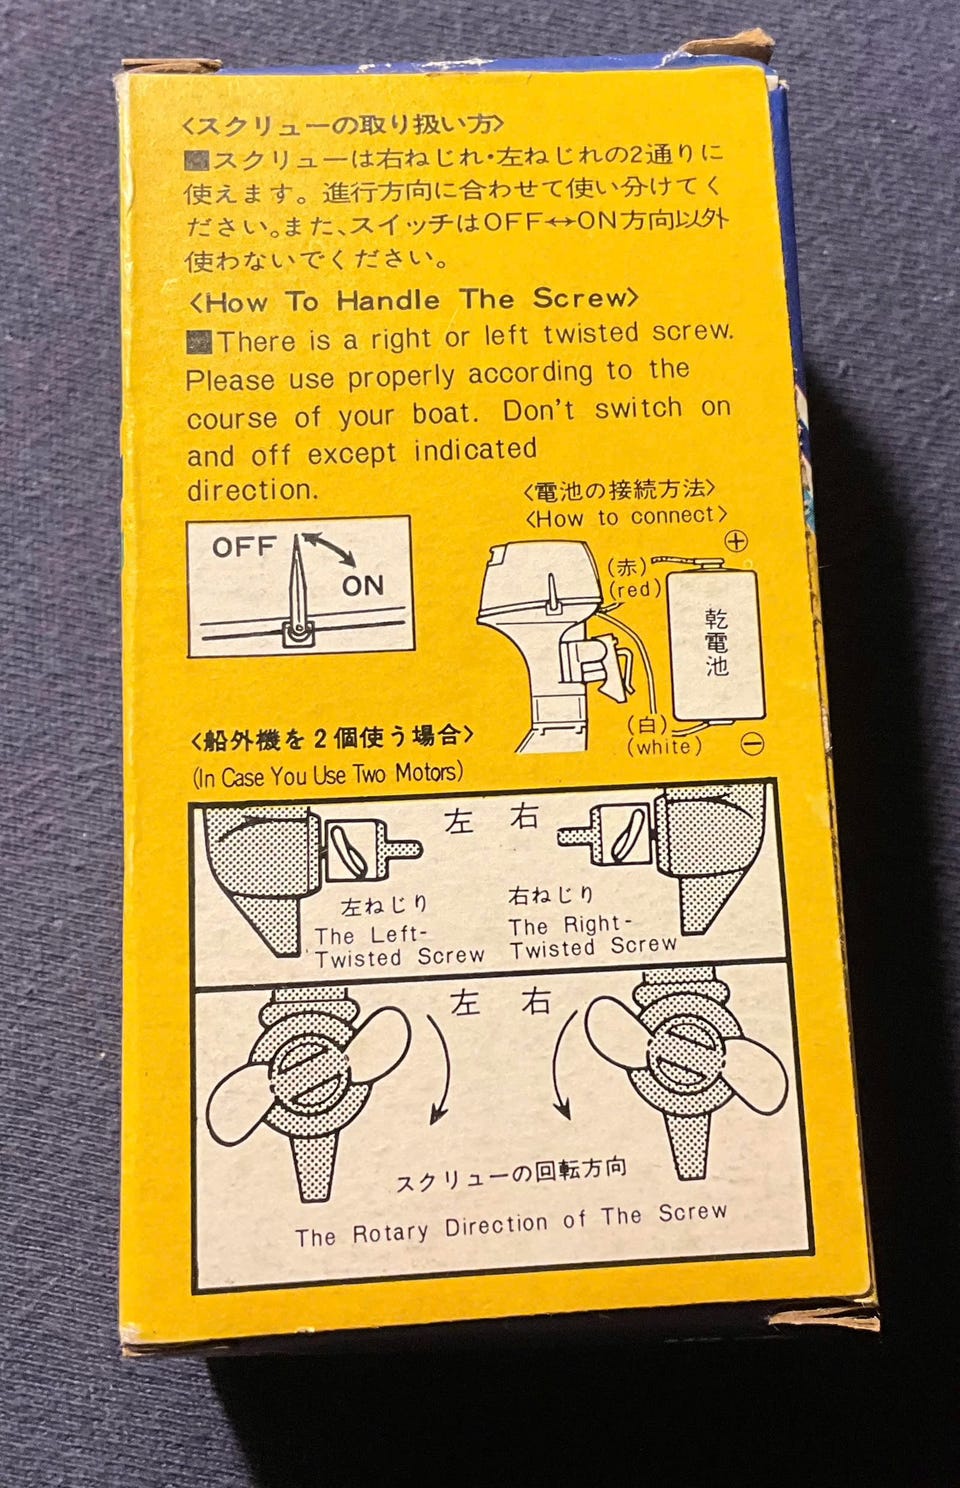 〈スクリューの取り扱い方〉
■スクリューは右ねじれ・左ねじれの2通りに
使えます。進行方向に合わせて使い分けてく
ださい。また、スイッチはOFF↔ON方向以外
使わないでください。
〈How To Handle The Screw〉
■There is a right or left twisted screw.
Please use properly according to the
course of your boat. Don't switch on
and off except indicated
direction.
OFF
ON
〈電池の接続方法〉
〈How to connect〉
⊕
(赤)
(red)
乾電池
(白)
(white)
⊖
〈船外機を2個使う場合〉
(In Case You Use Two Motors)
左 右
左ねじり
The Left-
Twisted Screw
右ねじり
The Right-
Twisted Screw
左 右
スクリューの回転方向
The Rotary Direction of The Screw